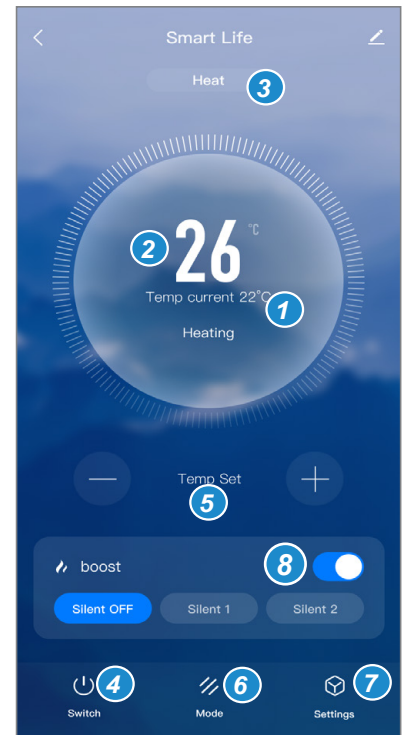 Smart Life
Heat
3
2
26 °C
Temp current 22°C
1
Heating
Temp Set
5
boost
8
Silent OFF Silent 1 Silent 2
4 6 7
Switch Mode Settings